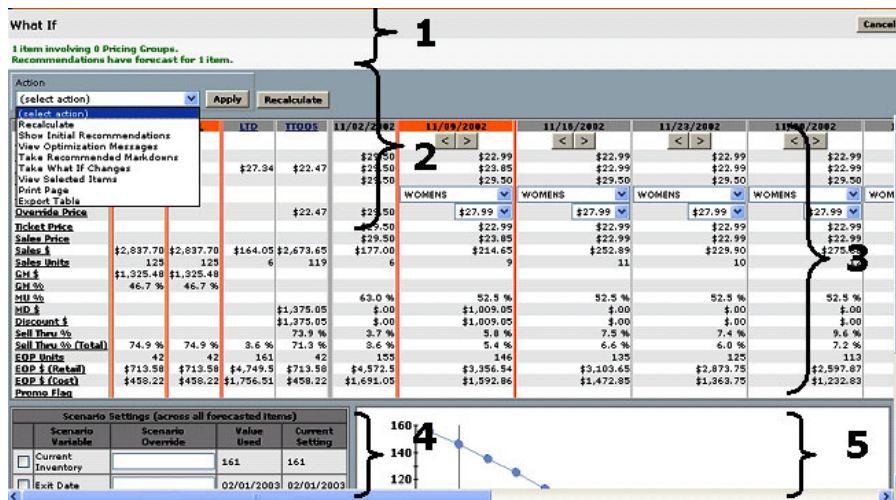 What If
Cancel
1
1 item involving 0 Pricing Groups.
Recommendations have forecast for 1 item.
Action
(select action) Apply Recalculate
(select action)
Recalculate
Show Initial Recommendations
View Optimization Messages
Take Recommended Markdowns
Take What If Changes
View Selected Items
Print Page
Export Table
LTD TTOOS 11/02/2002 11/09/2002 11/16/2002 11/23/2002
< > < > < > < >
2
$29.50 $22.99 $22.99 $22.99 $22.99
$27.34 $22.47 $29.50 $23.85 $22.99 $22.99 $22.99
$29.50 $29.50 $29.50 $29.50 $29.50
WOMENS WOMENS WOMENS WOMENS WOM
Override Price $22.47 $29.50 $27.99 $27.99 $27.99 $27.99
Ticket Price $29.50 $22.99 $22.99 $22.99 $22.99
Sales Price $29.50 $23.85 $22.99 $22.99 $22.99
Sales $ $2,837.70 $2,837.70 $164.05 $2,673.65 $177.00 $214.65 $252.89 $229.90
3
Sales Units 125 125 6 119 6 9 11 10
GM $ $1,325.48 $1,325.48
GM % 46.7 % 46.7 %
MU % 63.0 % 52.5 % 52.5 % 52.5 % 52.5 %
MD $ $1,375.05 $.00 $1,009.05 $.00 $.00 $.00
Discount $ $1,375.05 $.00 $1,009.05 $.00 $.00 $.00
Sell Thru % 73.9 % 3.7 % 5.8 % 7.5 % 7.4 % 9.6 %
Sell Thru % (Total) 74.9 % 74.9 % 3.6 % 71.3 % 3.6 % 5.4 % 6.6 % 6.0 % 7.2 %
EOP Units 42 42 161 42 155 146 135 125 113
EOP $ (Retail) $713.58 $713.58 $4,749.5 $713.58 $4,572.5 $3,356.54 $3,103.65 $2,873.75 $2,597.87
EOP $ (Cost) $458.22 $458.22 $1,756.51 $458.22 $1,691.05 $1,592.86 $1,472.85 $1,363.75 $1,232.83
Promo Flag
Scenario Settings (across all forecasted items)
Scenario Variable Scenario Override Value Used Current Setting
Current Inventory 161 161
Exit Date 02/01/2003 02/01/2003
4
160
140
120
5